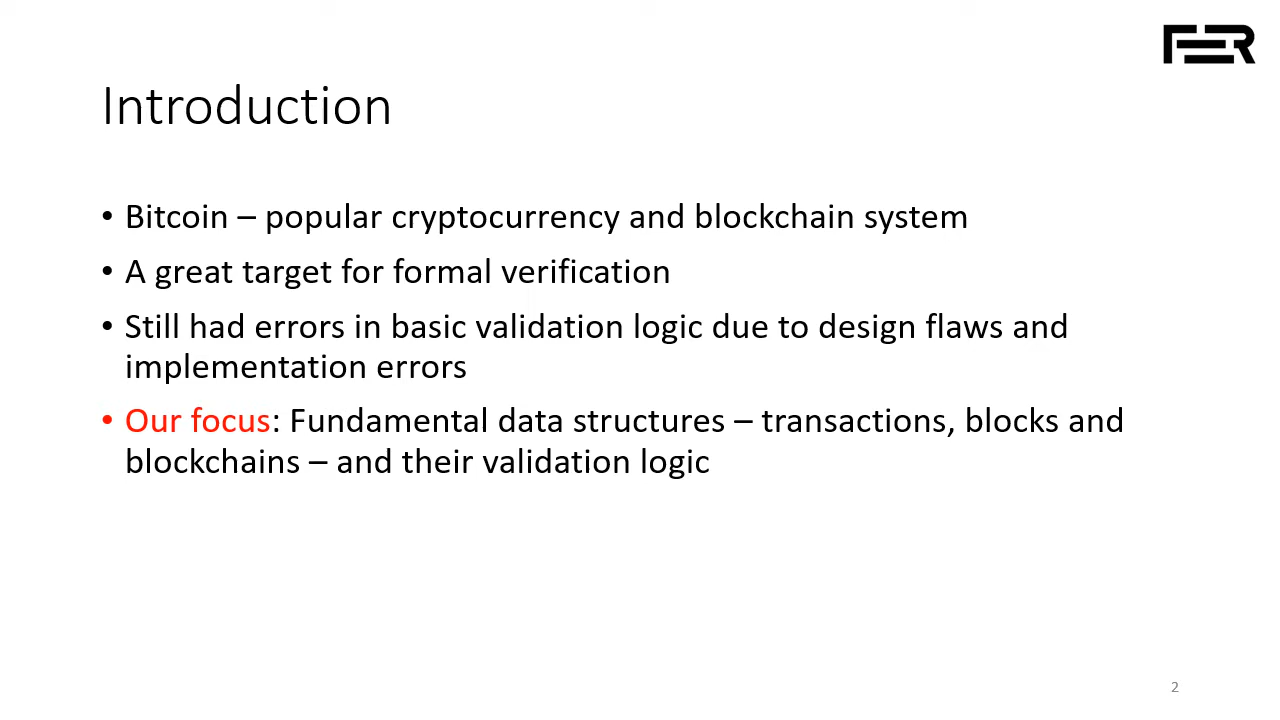 FER
Introduction
• Bitcoin – popular cryptocurrency and blockchain system
• A great target for formal verification
• Still had errors in basic validation logic due to design flaws and
implementation errors
• Our focus: Fundamental data structures – transactions, blocks and
blockchains – and their validation logic
2